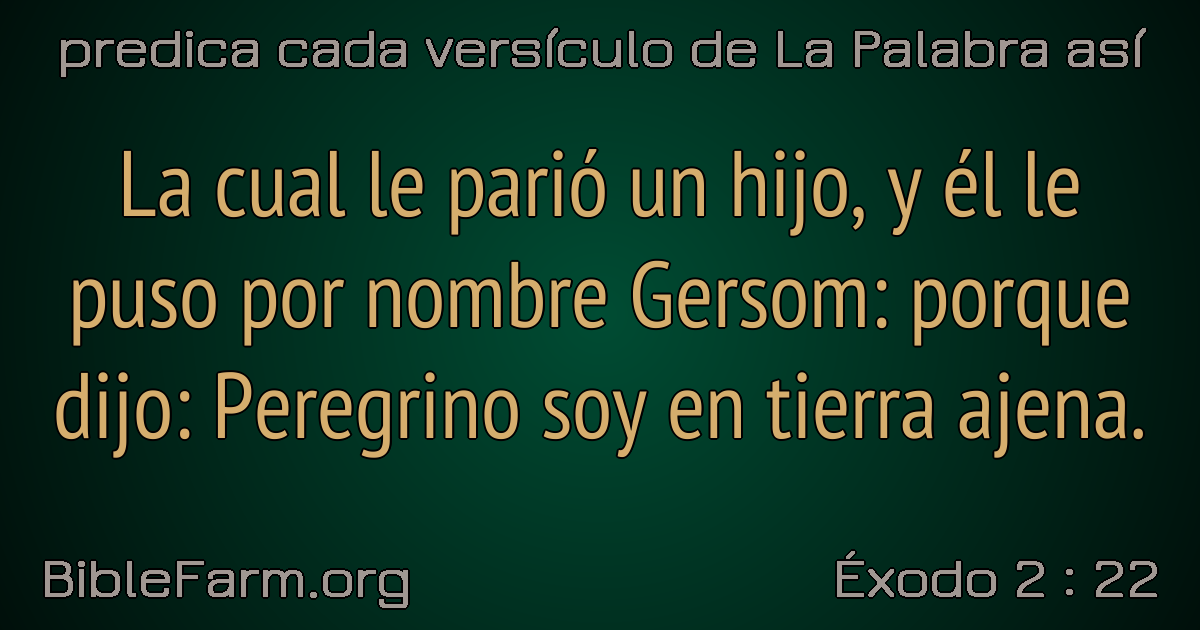 predica cada versículo de La Palabra así
La cual le parió un hijo, y él le
puso por nombre Gersom: porque
dijo: Peregrino soy en tierra ajena.
BibleFarm.org
Éxodo 2 : 22